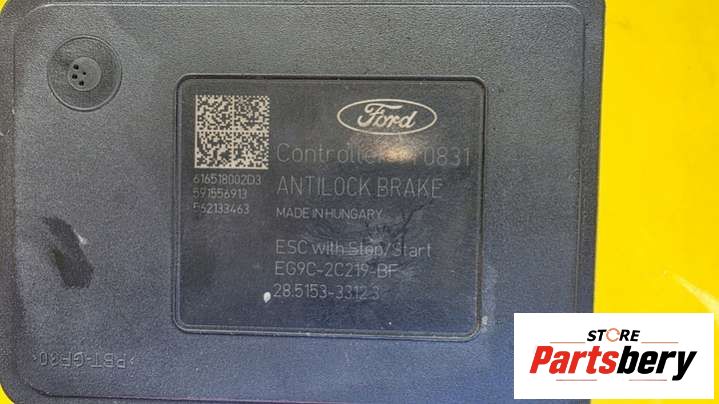 Ford
Controller 0831
616518002D3
591556913
562133463
ANTILOCK BRAKE
MADE IN HUNGARY
ESC with Stop/Start
EG9C-2C219-BF
28.5153-3312.3
>PBT-GF30<
STORE
Partsbery